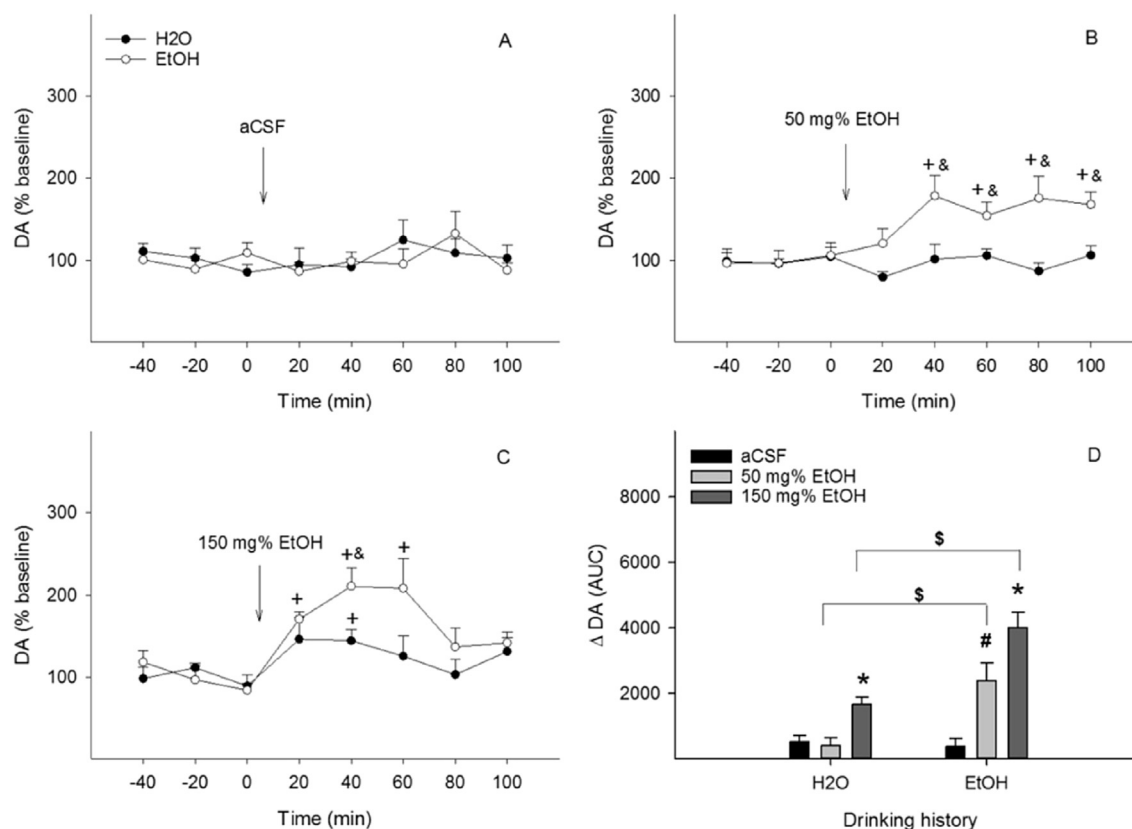 H2O
EtOH
A
300
200
100
DA (% baseline)
aCSF
-40 -20 0 20 40 60 80 100
Time (min)
B
300
200
100
DA (% baseline)
50 mg% EtOH
+ & + & + & + &
-40 -20 0 20 40 60 80 100
Time (min)
C
300
200
100
DA (% baseline)
150 mg% EtOH
+ +& + +
-40 -20 0 20 40 60 80 100
Time (min)
aCSF
50 mg% EtOH
150 mg% EtOH
D
8000
6000
4000
2000
Δ DA (AUC)
$
$
* # *
H2O EtOH
Drinking history